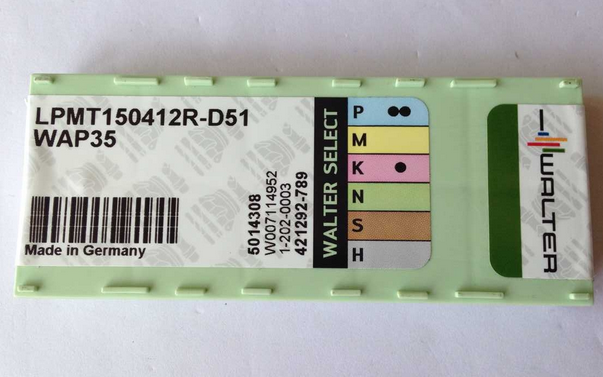 LPMT150412R-D51
WAP35
Made in Germany
5014308
W007114952
1-202-0003
421292-789
WALTER SELECT
P
M
K
N
S
H
WALTER